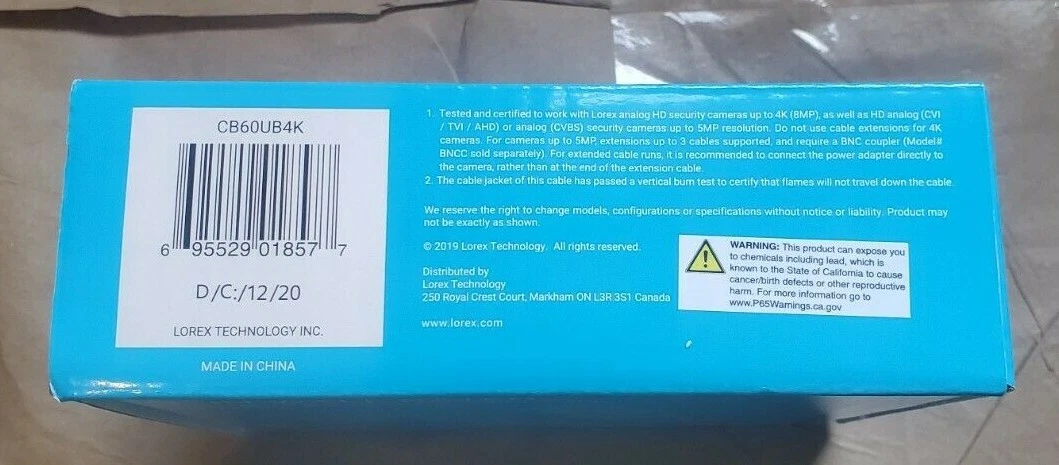 CB60UB4K
6 95529 01857 7
D/C:/12/20
LOREX TECHNOLOGY INC.
MADE IN CHINA
1. Tested and certified to work with Lorex analog HD security cameras up to 4K (8MP), as well as HD analog (CVI
/ TVI / AHD) or analog (CVBS) security cameras up to 5MP resolution. Do not use cable extensions for 4K
cameras. For cameras up to 5MP, extensions up to 3 cables supported, and require a BNC coupler (Model#
BNCC sold separately). For extended cable runs, it is recommended to connect the power adapter directly to
the camera, rather than at the end of the extension cable.
2. The cable jacket of this cable has passed a vertical burn test to certify that flames will not travel down the cable.
We reserve the right to change models, configurations or specifications without notice or liability. Product may
not be exactly as shown.
© 2019 Lorex Technology. All rights reserved.
Distributed by
Lorex Technology
250 Royal Crest Court, Markham ON L3R 3S1 Canada
www.lorex.com
WARNING: This product can expose you
to chemicals including lead, which is
known to the State of California to cause
cancer/birth defects or other reproductive
harm. For more information go to
www.P65Warnings.ca.gov